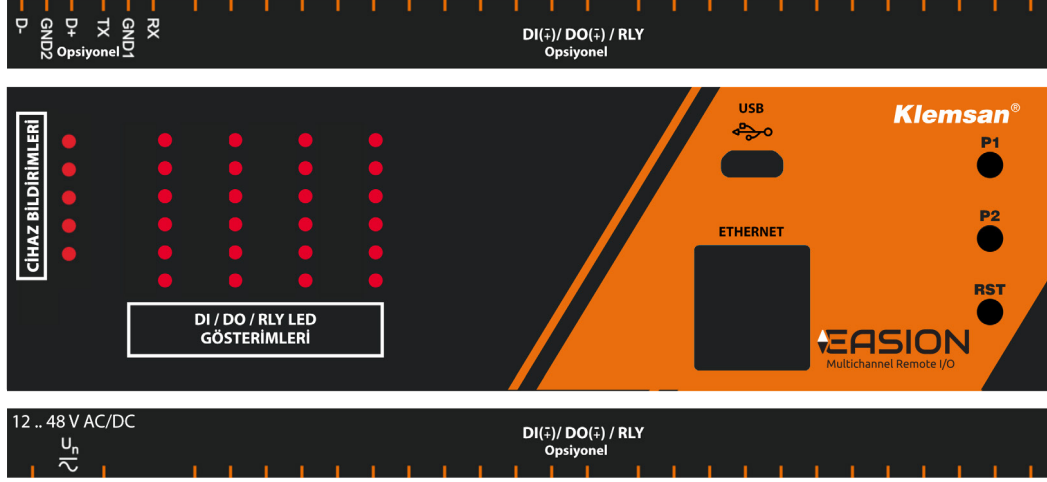 D-
GND2
D+
TX
GND1
RX
Opsiyonel
DI(∓)/ DO(∓) / RLY
Opsiyonel
CİHAZ BİLDİRİMLERİ
DI / DO / RLY LED
GÖSTERİMLERİ
USB
ETHERNET
Klemsan®
P1
P2
RST
EASION
Multichannel Remote I/O
12 .. 48 V AC/DC
Un
DI(∓)/ DO(∓) / RLY
Opsiyonel